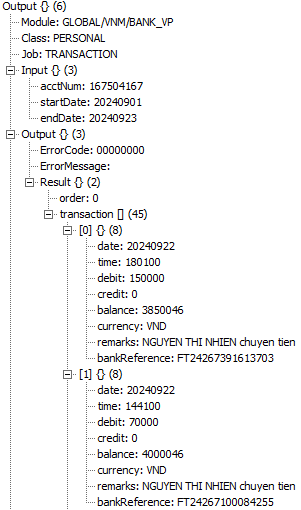 Output {} (6)
Module: GLOBAL/VNM/BANK_VP
Class: PERSONAL
Job: TRANSACTION
Input {} (3)
acctNum: 167504167
startDate: 20240901
endDate: 20240923
Output {} (3)
ErrorCode: 00000000
ErrorMessage:
Result {} (2)
order: 0
transaction [] (45)
[0] {} (8)
date: 20240922
time: 180100
debit: 150000
credit: 0
balance: 3850046
currency: VND
remarks: NGUYEN THI NHIEN chuyen tien
bankReference: FT24267391613703
[1] {} (8)
date: 20240922
time: 144100
debit: 70000
credit: 0
balance: 4000046
currency: VND
remarks: NGUYEN THI NHIEN chuyen tien
bankReference: FT24267100084255